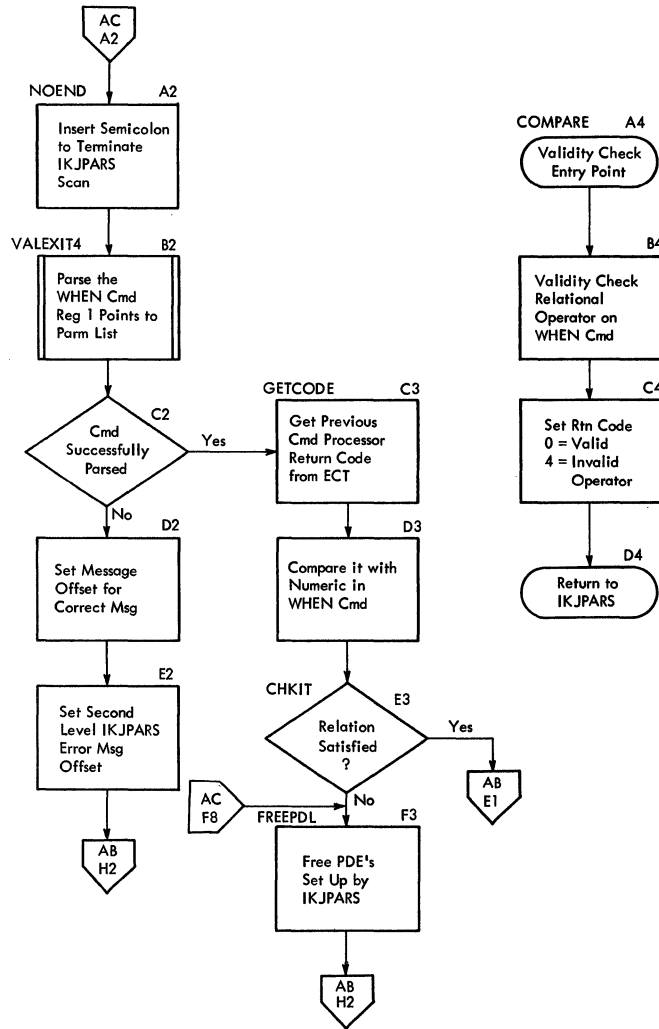 AC
A2
NOEND
A2
Insert Semicolon
to Terminate
IKJPARS
Scan
VALEXIT4
B2
Parse the
WHEN Cmd
Reg 1 Points to
Parm List
C2
Cmd
Successfully
Parsed
Yes
No
D2
Set Message
Offset for
Correct Msg
E2
Set Second
Level IKJPARS
Error Msg
Offset
AB
H2
GETCODE
C3
Get Previous
Cmd Processor
Return Code
from ECT
D3
Compare it with
Numeric in
WHEN Cmd
CHKIT
E3
Relation
Satisfied
?
Yes
AB
E1
No
AC
F8
FREEPDL
F3
Free PDE's
Set Up by
IKJPARS
AB
H2
COMPARE
A4
Validity Check
Entry Point
B4
Validity Check
Relational
Operator on
WHEN Cmd
C4
Set Rtn Code
0 = Valid
4 = Invalid
Operator
D4
Return to
IKJPARS